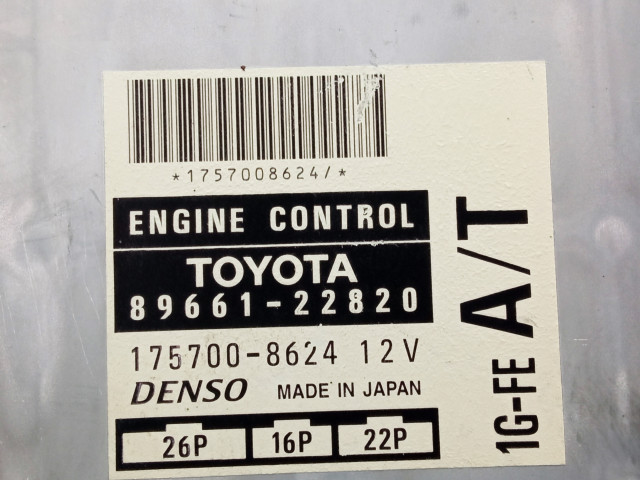 *1757008624/*
ENGINE CONTROL
TOYOTA
89661-22820
175700-8624 12V
DENSO MADE IN JAPAN
26P 16P 22P
1G-FE A/T